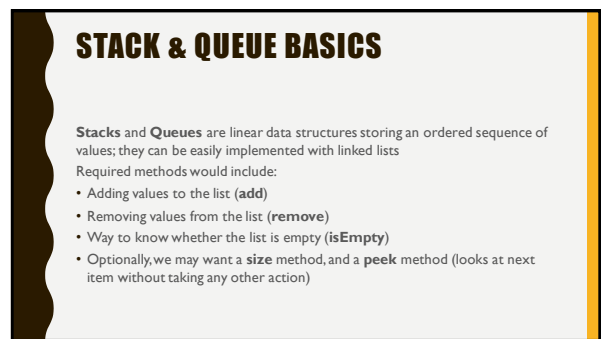 STACK & QUEUE BASICS
Stacks and Queues are linear data structures storing an ordered sequence of
values; they can be easily implemented with linked lists
Required methods would include:
• Adding values to the list (add)
• Removing values from the list (remove)
• Way to know whether the list is empty (isEmpty)
• Optionally, we may want a size method, and a peek method (looks at next
item without taking any other action)